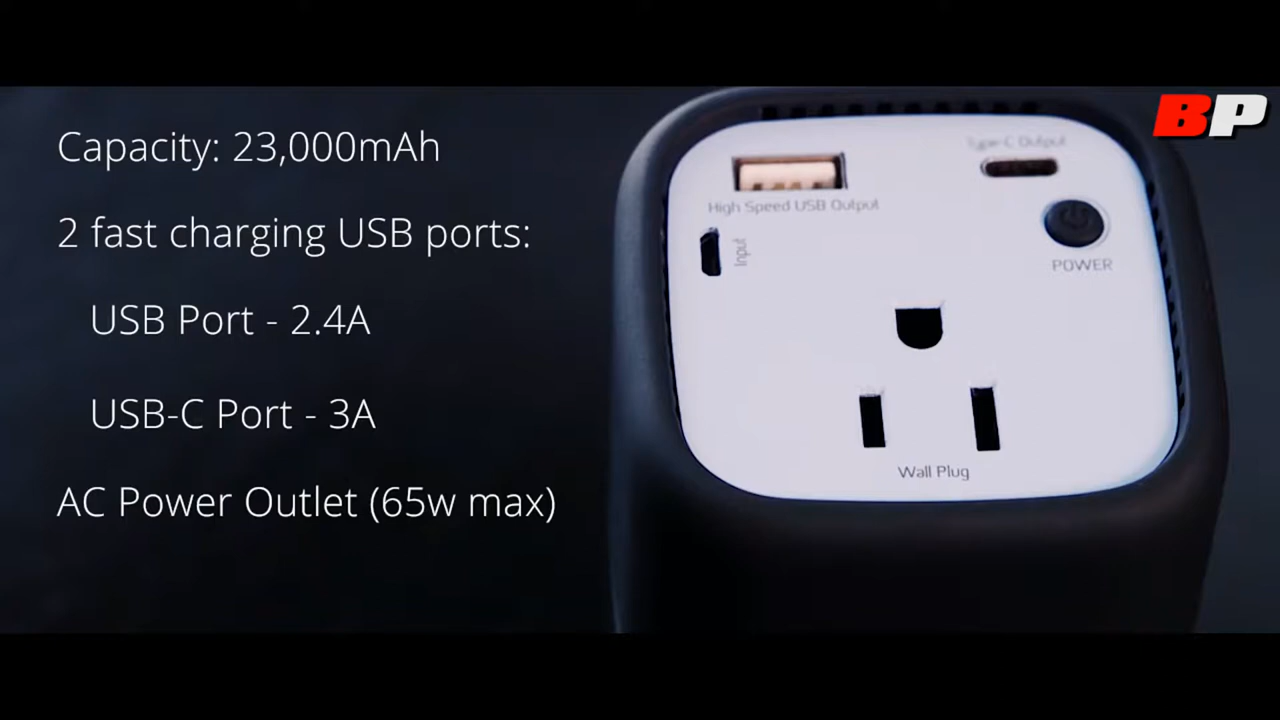 BP
Capacity: 23,000mAh
2 fast charging USB ports:
USB Port - 2.4A
USB-C Port - 3A
AC Power Outlet (65w max)
Type-C Output
High Speed USB Output
Input
POWER
Wall Plug